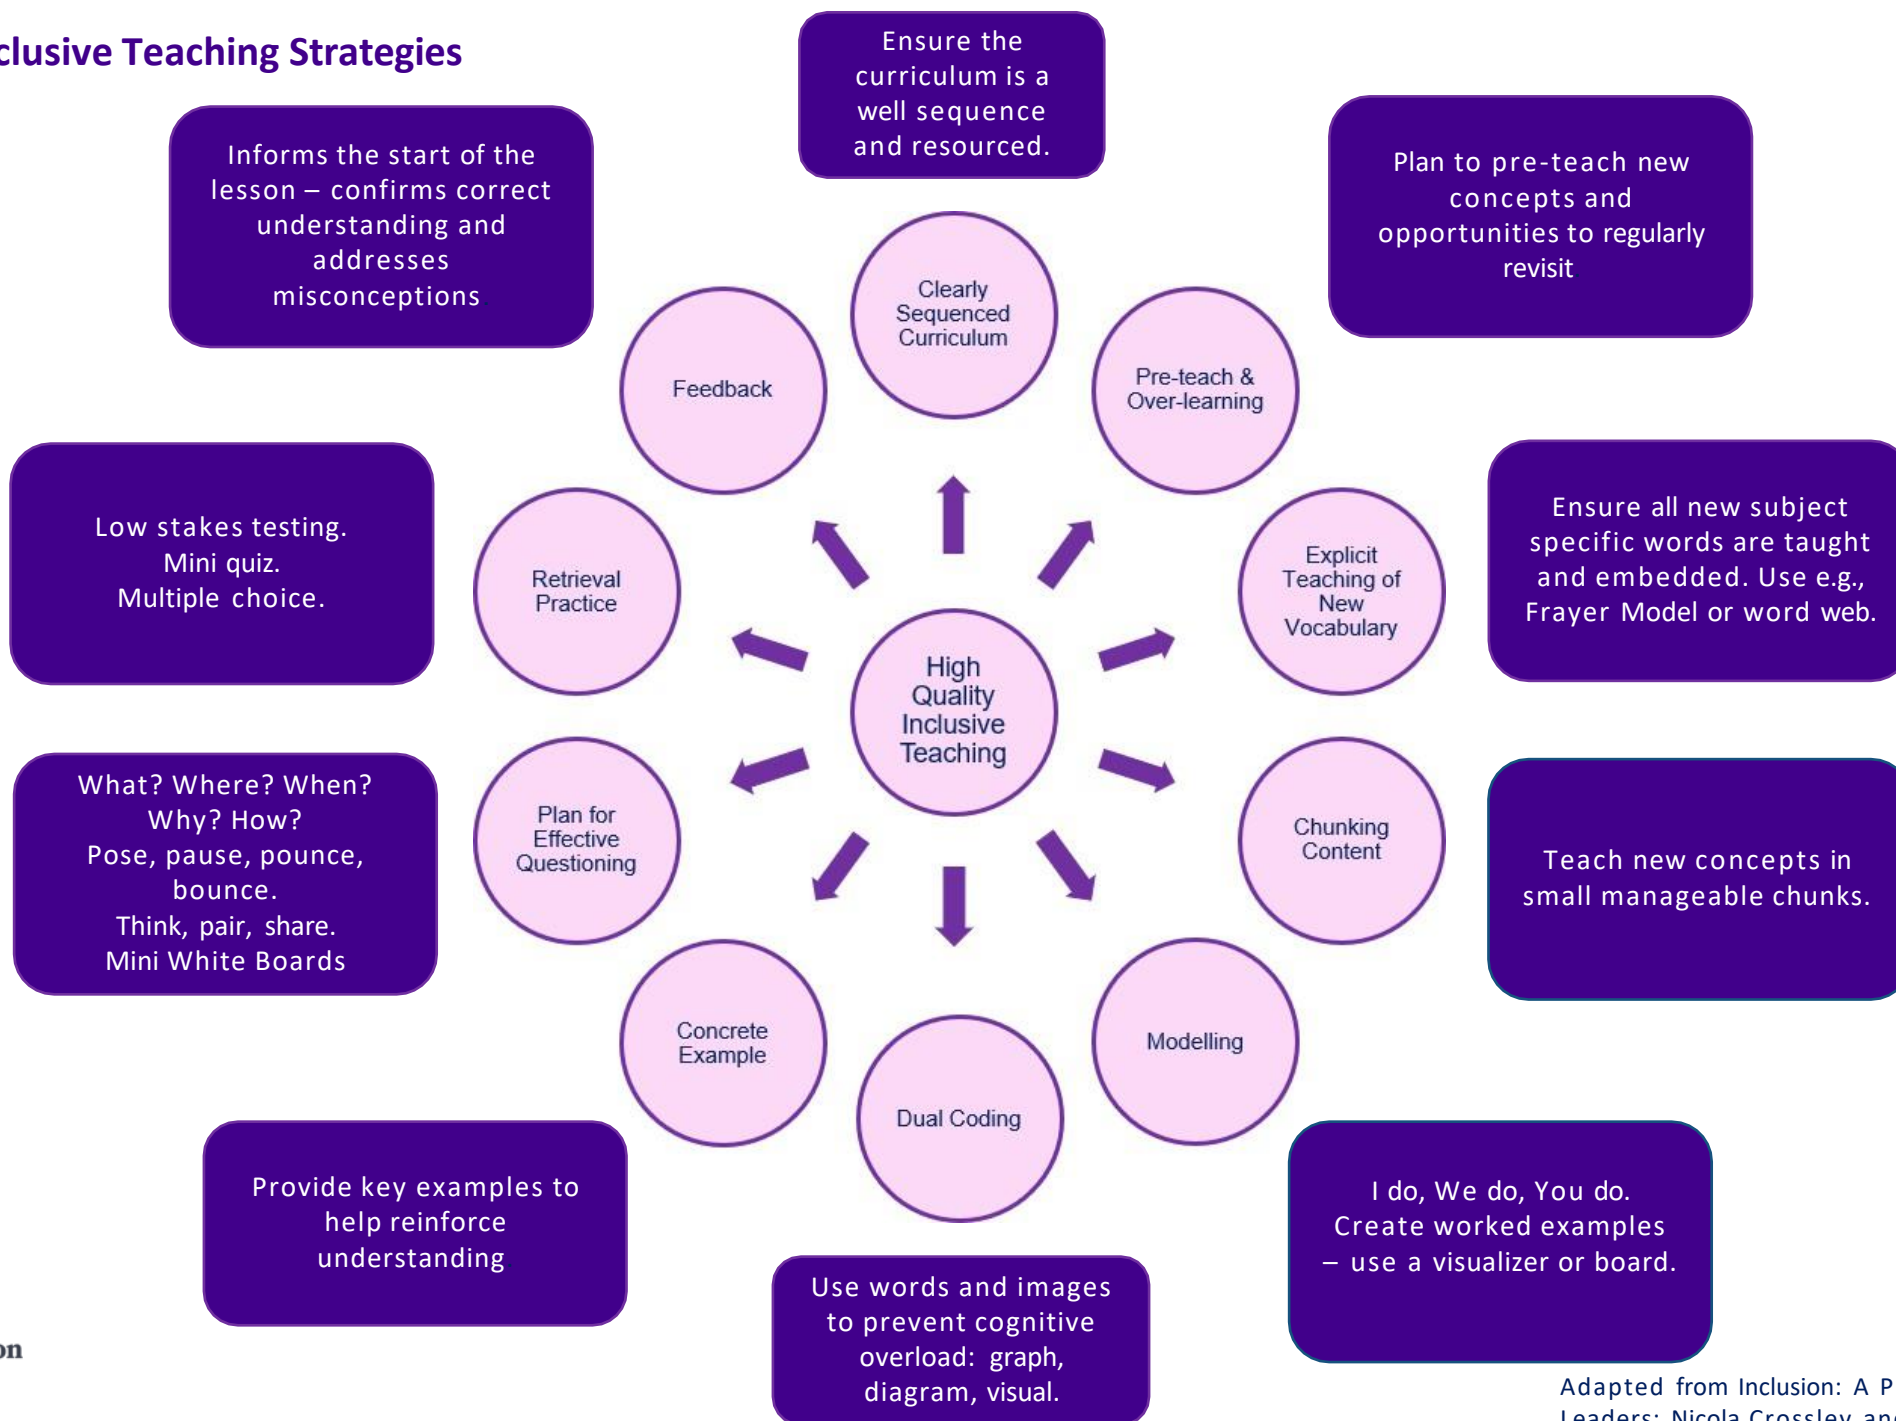 clusive Teaching Strategies
Ensure the
curriculum is a
well sequence
and resourced.
Informs the start of the
lesson – confirms correct
understanding and
addresses
misconceptions
Plan to pre-teach new
concepts and
opportunities to regularly
revisit
Clearly
Sequenced
Curriculum
Feedback
Pre-teach &
Over-learning
Low stakes testing.
Mini quiz.
Multiple choice.
Retrieval
Practice
Explicit
Teaching of
New
Vocabulary
Ensure all new subject
specific words are taught
and embedded. Use e.g.,
Frayer Model or word web.
High
Quality
Inclusive
Teaching
What? Where? When?
Why? How?
Pose, pause, pounce,
bounce.
Think, pair, share.
Mini White Boards
Plan for
Effective
Questioning
Chunking
Content
Teach new concepts in
small manageable chunks.
Concrete
Example
Dual Coding
Modelling
Provide key examples to
help reinforce
understanding.
Use words and images
to prevent cognitive
overload: graph,
diagram, visual.
I do, We do, You do.
Create worked examples
– use a visualizer or board.
on
Adapted from Inclusion: A P
Leaders: Nicola Crossley and